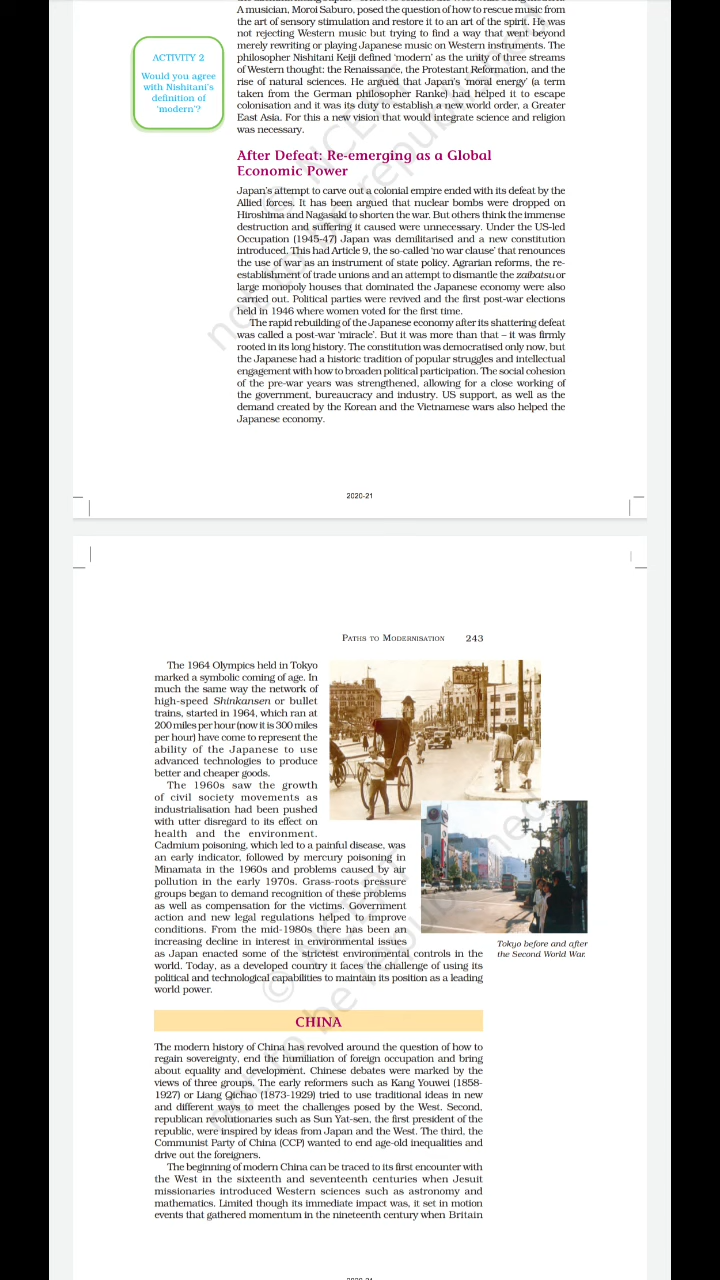 A musician, Moroi Saburo, posed the question of how to rescue music from
the art of sensory stimulation and restore it to an art of the spirit. He was
not rejecting Western music but trying to find a way that went beyond
merely rewriting or playing Japanese music on Western instruments. The
philosopher Nishitani Keiji defined ‘modern’ as the unity of three streams
of Western thought: the Renaissance, the Protestant Reformation, and the
rise of natural sciences. He argued that Japan’s ‘moral energy’ (a term
taken from the German philosopher Ranke) had helped it to escape
colonisation and it was its duty to establish a new world order, a Greater
East Asia. For this a new vision that would integrate science and religion
was necessary.
ACTIVITY 2
Would you agree
with Nishitani’s
definition of
‘modern’?
After Defeat: Re-emerging as a Global
Economic Power
Japan’s attempt to carve out a colonial empire ended with its defeat by the
Allied forces. It has been argued that nuclear bombs were dropped on
Hiroshima and Nagasaki to shorten the war. But others think the immense
destruction and suffering it caused were unnecessary. Under the US-led
Occupation (1945-47) Japan was demilitarised and a new constitution
introduced. This had Article 9, the so-called ‘no war clause’ that renounces
the use of war as an instrument of state policy. Agrarian reforms, the re-
establishment of trade unions and an attempt to dismantle the zaibatsu or
large monopoly houses that dominated the Japanese economy were also
carried out. Political parties were revived and the first post-war elections
held in 1946 where women voted for the first time.
The rapid rebuilding of the Japanese economy after its shattering defeat
was called a post-war ‘miracle’. But it was more than that – it was firmly
rooted in its long history. The constitution was democratised only now, but
the Japanese had a historic tradition of popular struggles and intellectual
engagement with how to broaden political participation. The social cohesion
of the pre-war years was strengthened, allowing for a close working of
the government, bureaucracy and industry. US support, as well as the
demand created by the Korean and the Vietnamese wars also helped the
Japanese economy.
2020-21
PATHS TO MODERNISATION 243
The 1964 Olympics held in Tokyo
marked a symbolic coming of age. In
much the same way the network of
high-speed Shinkansen or bullet
trains, started in 1964, which ran at
200 miles per hour (now it is 300 miles
per hour) have come to represent the
ability of the Japanese to use
advanced technologies to produce
better and cheaper goods.
The 1960s saw the growth
of civil society movements as
industrialisation had been pushed
with utter disregard to its effect on
health and the environment.
Cadmium poisoning, which led to a painful disease, was
an early indicator, followed by mercury poisoning in
Minamata in the 1960s and problems caused by air
pollution in the early 1970s. Grass-roots pressure
groups began to demand recognition of these problems
as well as compensation for the victims. Government
action and new legal regulations helped to improve
conditions. From the mid-1980s there has been an
increasing decline in interest in environmental issues
as Japan enacted some of the strictest environmental controls in the
world. Today, as a developed country it faces the challenge of using its
political and technological capabilities to maintain its position as a leading
world power.
Tokyo before and after
the Second World War.
CHINA
The modern history of China has revolved around the question of how to
regain sovereignty, end the humiliation of foreign occupation and bring
about equality and development. Chinese debates were marked by the
views of three groups. The early reformers such as Kang Youwei (1858-
1927) or Liang Qichao (1873-1929) tried to use traditional ideas in new
and different ways to meet the challenges posed by the West. Second,
republican revolutionaries such as Sun Yat-sen, the first president of the
republic, were inspired by ideas from Japan and the West. The third, the
Communist Party of China (CCP) wanted to end age-old inequalities and
drive out the foreigners.
The beginning of modern China can be traced to its first encounter with
the West in the sixteenth and seventeenth centuries when Jesuit
missionaries introduced Western sciences such as astronomy and
mathematics. Limited though its immediate impact was, it set in motion
events that gathered momentum in the nineteenth century when Britain